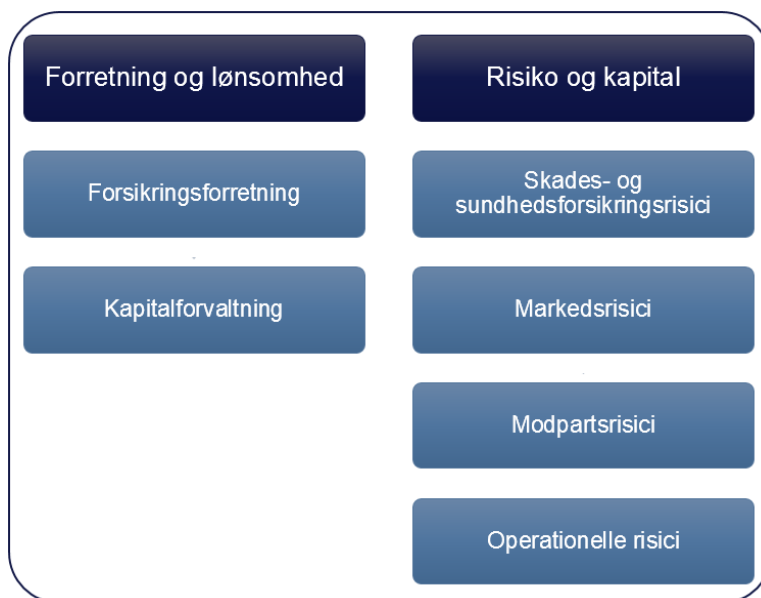 Forretning og lønsomhed
Forsikringsforretning
Kapitalforvaltning
Risiko og kapital
Skades- og
sundhedsforsikringsrisici
Markedsrisici
Modpartsrisici
Operationelle risici